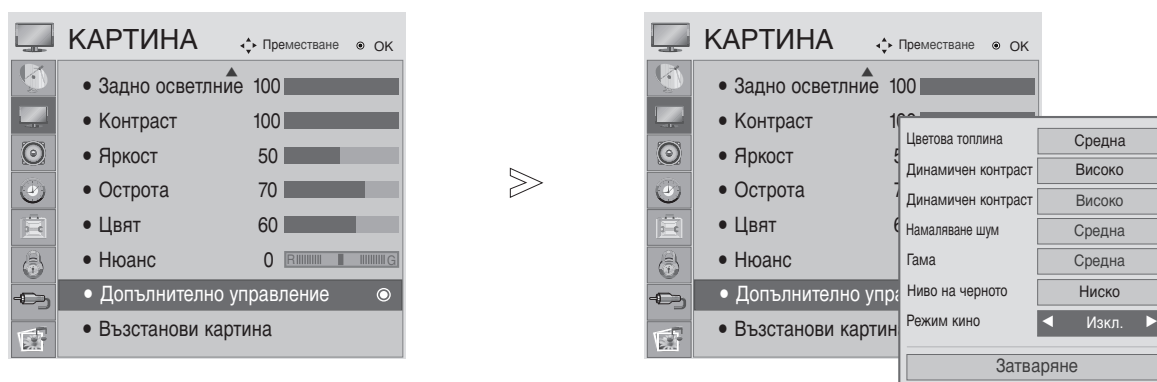 КАРТИНА Преместване OK
• Задно осветлние 100
• Контраст 100
• Яркост 50
• Острота 70
• Цвят 60
• Нюанс 0 R G
• Допълнително управление
• Възстанови картина
КАРТИНА Преместване OK
• Задно осветлние 100
• Контраст
• Яркост
• Острота
• Цвят
• Нюанс
• Допълнително упра
• Възстанови картин
Цветова топлина Средна
Динамичен контраст Високо
Динамичен контраст Високо
Намаляване шум Средна
Гама Средна
Ниво на черното Ниско
Режим кино ◀ Изкл. ▶
Затваряне